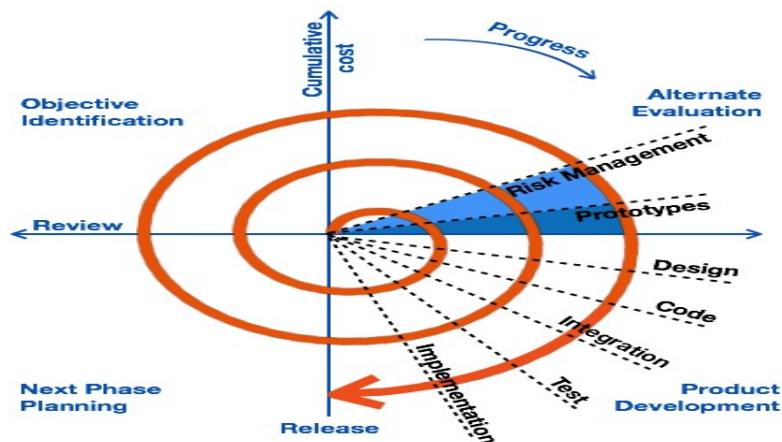 Cumulative
cost
Progress
Objective
Identification
Alternate
Evaluation
Risk Management
Prototypes
Review
Design
Code
Integration
Test
Implementation
Next Phase
Planning
Product
Development
Release